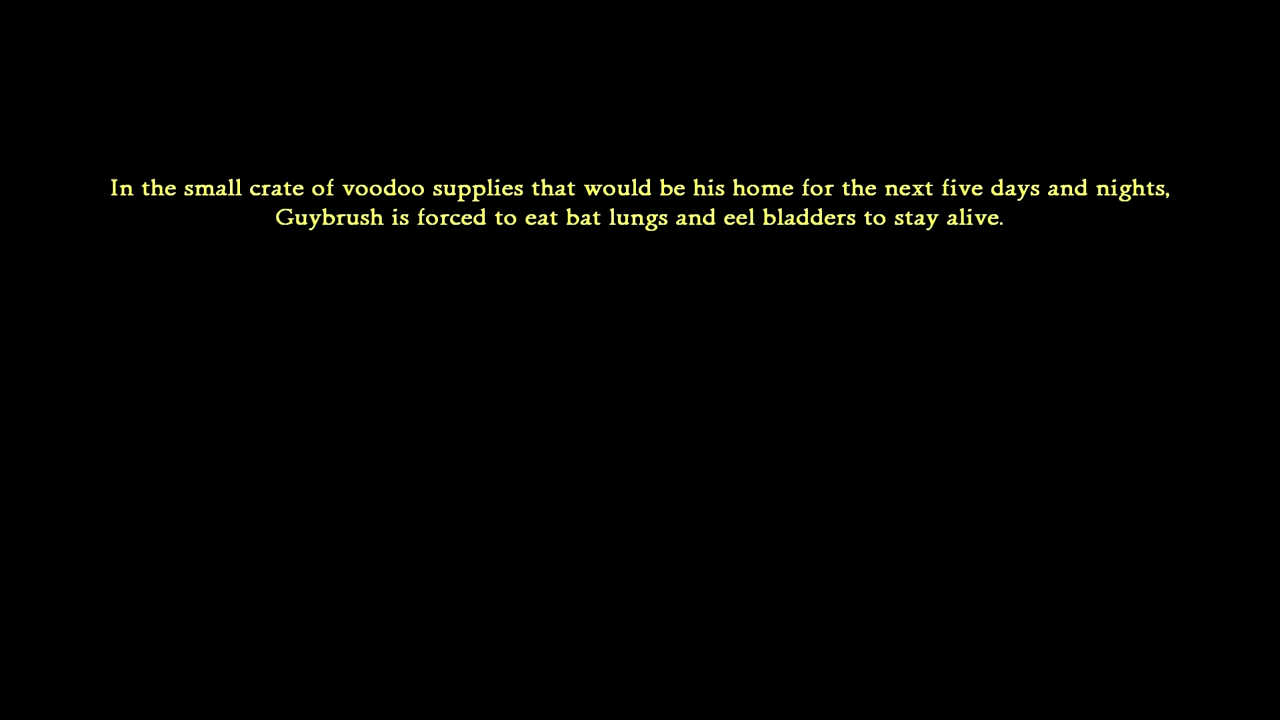 In the small crate of voodoo supplies that would be his home for the next five days and nights,
Guybrush is forced to eat bat lungs and eel bladders to stay alive.